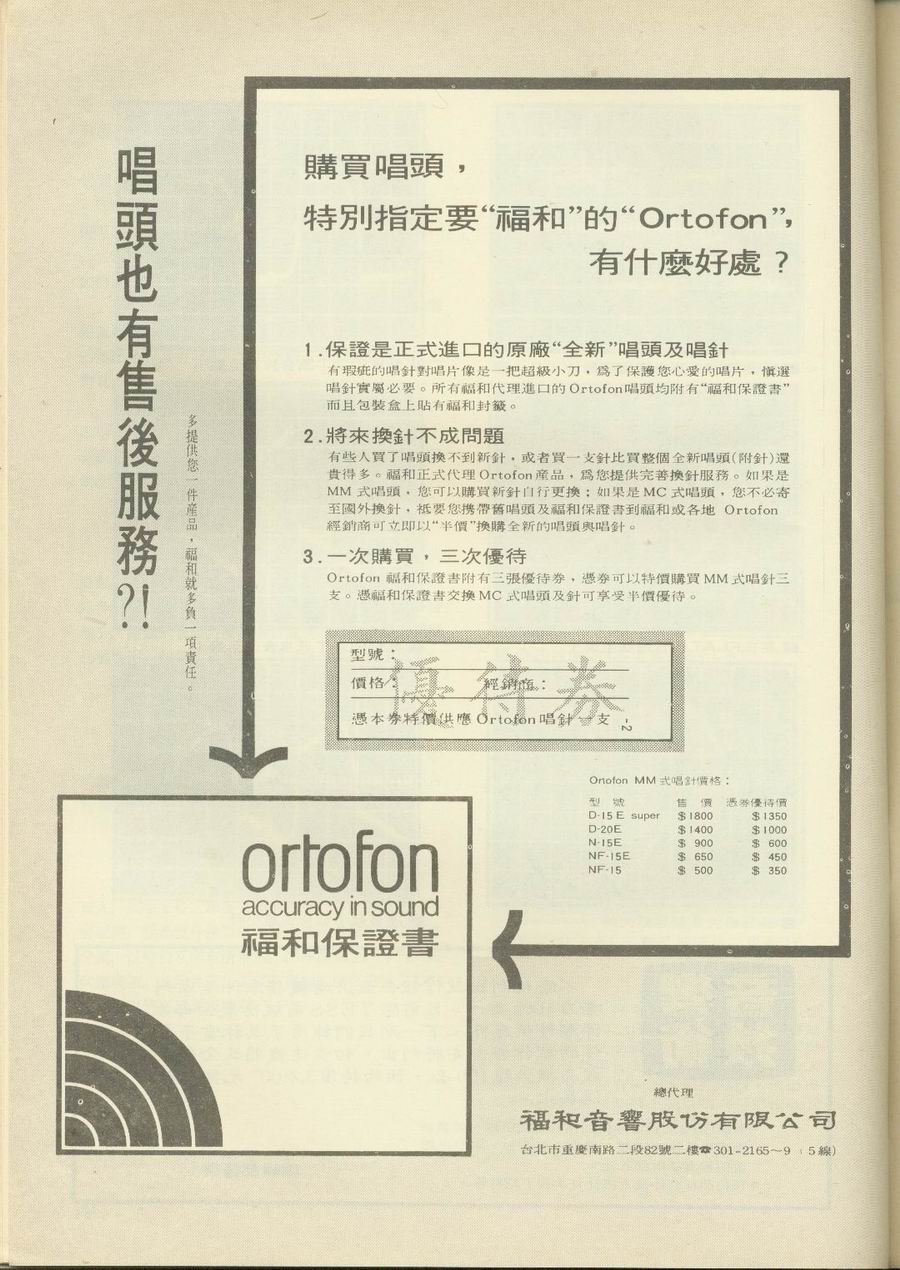 唱頭也有售後服務?!
多提供您一件産品，福和就多負一項責任。
購買唱頭，
特別指定要“福和”的“Ortofon”，
有什麼好處？
1.保證是正式進口的原廠“全新”唱頭及唱針
有瑕疵的唱針對唱片像是一把超級小刀，爲了保護您心愛的唱片，愼選
唱針實屬必要。所有福和代理進口的Ortofon唱頭均附有“福和保證書”
而且包裝盒上貼有福和封籤。
2.將來換針不成問題
有些人買了唱頭換不到新針，或者買一支針比買整個全新唱頭(附針)還
貴得多。福和正式代理Ortofon産品，爲您提供完善換針服務。如果是
MM 式唱頭，您可以購買新針自行更換；如果是MC 式唱頭，您不必寄
至國外換針，祗要您携帶舊唱頭及福和保證書到福和或各地 Ortofon
經銷商可立即以“半價”換購全新的唱頭與唱針。
3.一次購買，三次優待
Ortofon 福和保證書附有三張優待券，憑券可以特價購買MM式唱針三
支。憑福和保證書交換MC 式唱頭及針可享受半價優待。
優待券
型號：
價格： 經銷商：
憑本券特價供應Ortofon唱針一支 -2
Ortofon MM 式唱針價格：
型 號 售 價 憑券優待價
D-15 E super $1800 $1350
D-20E $1400 $1000
N-15E $ 900 $ 600
NF-15E $ 650 $ 450
NF-15 $ 500 $ 350
ortofon
accuracy in sound
福和保證書
總代理
福和音響股份有限公司
台北市重慶南路二段82號二樓☎301-2165～9（5線）